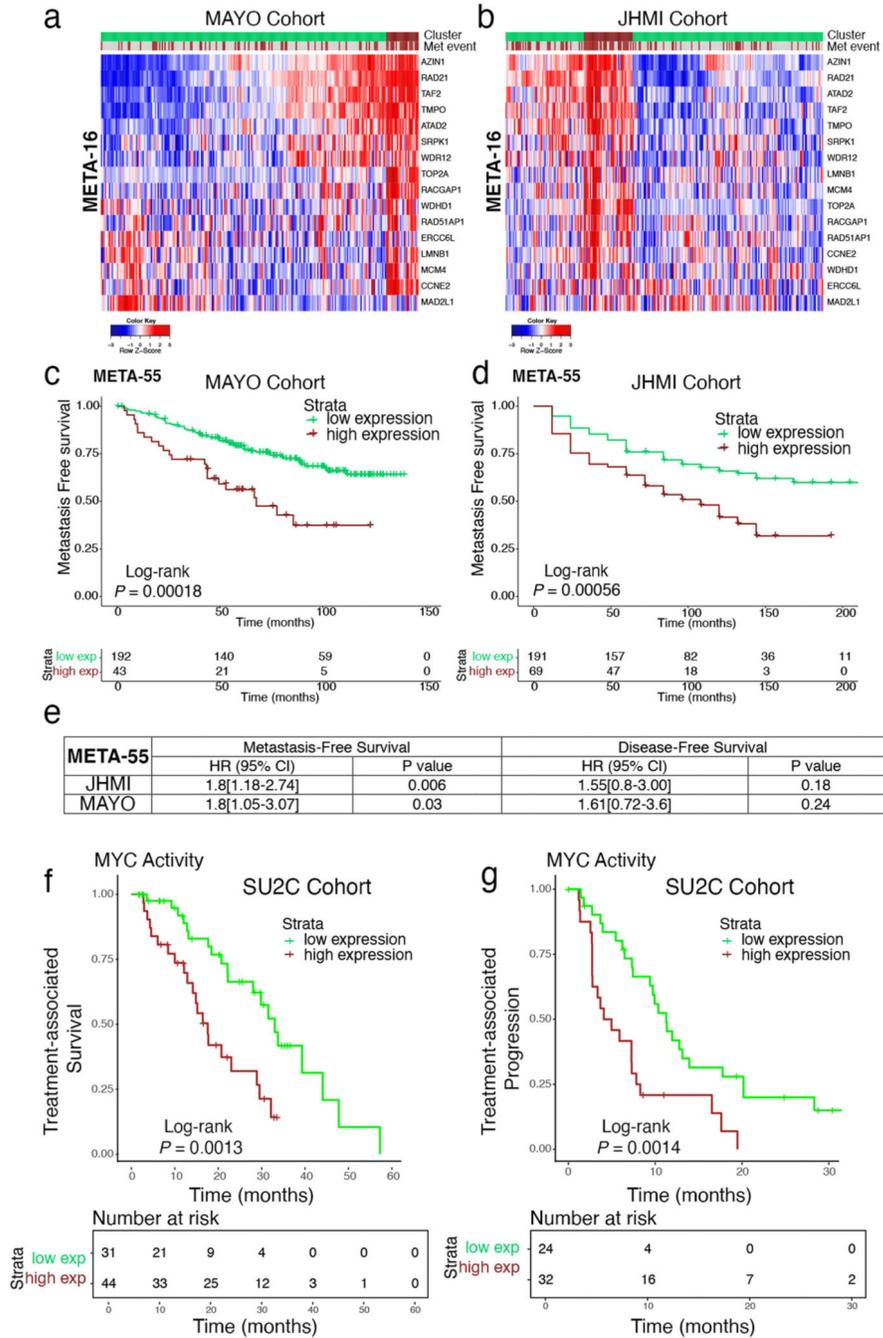 a
MAYO Cohort
Cluster
Met event
META-16
AZIN1
RAD21
TAF2
TMPO
ATAD2
SRPK1
WDR12
TOP2A
RACGAP1
WDHD1
RAD51AP1
ERCC6L
LMNB1
MCM4
CCNE2
MAD2L1
Color Key
-3 -1 0 1 2 3
Row Z-Score
b
JHMI Cohort
Cluster
Met event
META-16
AZIN1
RAD21
ATAD2
TAF2
TMPO
SRPK1
WDR12
LMNB1
MCM4
TOP2A
RACGAP1
RAD51AP1
CCNE2
WDHD1
ERCC6L
MAD2L1
Color Key
-3 -1 0 1 2 3
Row Z-Score
c
META-55
MAYO Cohort
Metastasis Free survival
1.00
0.75
0.50
0.25
0.00
Strata
low expression
high expression
Log-rank
P = 0.00018
0 50 100 150
Time (months)
Strata
low exp 192 140 59 0
high exp 43 21 5 0
0 50 100 150
Time (months)
d
META-55
JHMI Cohort
Metastasis Free survival
1.00
0.75
0.50
0.25
0.00
Strata
low expression
high expression
Log-rank
P = 0.00056
0 50 100 150 200
Time (months)
Strata
low exp 191 157 82 36 11
high exp 69 47 18 3 0
0 50 100 150 200
Time (months)
e
META-55 Metastasis-Free Survival Disease-Free Survival
HR (95% CI) P value HR (95% CI) P value
JHMI 1.8[1.18-2.74] 0.006 1.55[0.8-3.00] 0.18
MAYO 1.8[1.05-3.07] 0.03 1.61[0.72-3.6] 0.24
f
MYC Activity
SU2C Cohort
Treatment-associated
Survival
1.00
0.75
0.50
0.25
0.00
Strata
low expression
high expression
Log-rank
P = 0.0013
0 10 20 30 40 50 60
Time (months)
Number at risk
Strata
low exp 31 21 9 4 0 0 0
high exp 44 33 25 12 3 1 0
0 10 20 30 40 50 60
Time (months)
g
MYC Activity
SU2C Cohort
Treatment-associated
Progression
1.00
0.75
0.50
0.25
0.00
Strata
low expression
high expression
Log-rank
P = 0.0014
0 10 20 30
Time (months)
Number at risk
Strata
low exp 24 4 0 0
high exp 32 16 7 2
0 10 20 30
Time (months)